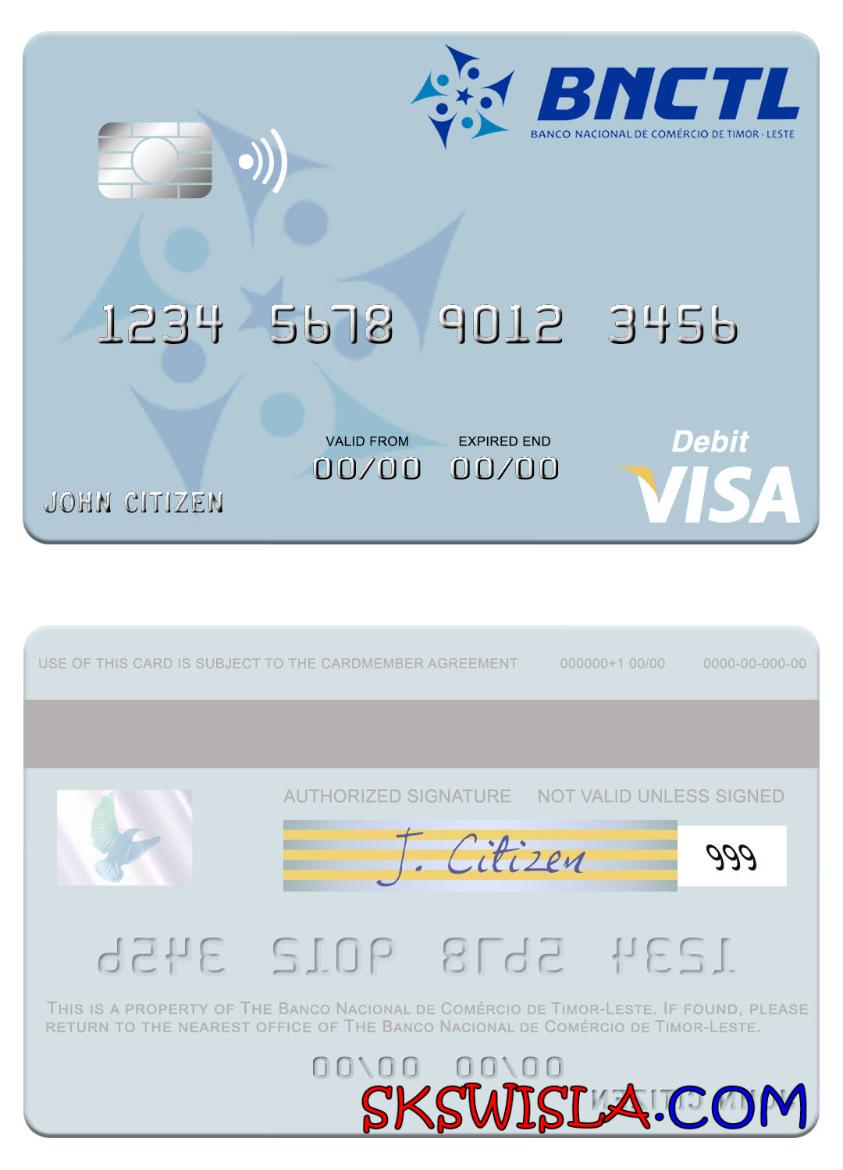 BNCTL
BANCO NACIONAL DE COMÉRCIO DE TIMOR - LESTE
1234 5678 9012 3456
VALID FROM EXPIRED END
00/00 00/00
Debit
VISA
JOHN CITIZEN
USE OF THIS CARD IS SUBJECT TO THE CARDMEMBER AGREEMENT 000000+1 00/00 0000-00-000-00
AUTHORIZED SIGNATURE NOT VALID UNLESS SIGNED
J. Citizen 999
3456 9012 5678 1234
THIS IS A PROPERTY OF THE BANCO NACIONAL DE COMÉRCIO DE TIMOR-LESTE. IF FOUND, PLEASE
RETURN TO THE NEAREST OFFICE OF THE BANCO NACIONAL DE COMÉRCIO DE TIMOR-LESTE.
00/00 00/00
JOHN CITIZEN
SKSWISLA.COM